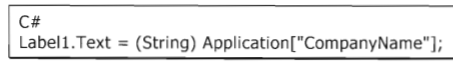 C#
Label1.Text = (String) Application["CompanyName"];